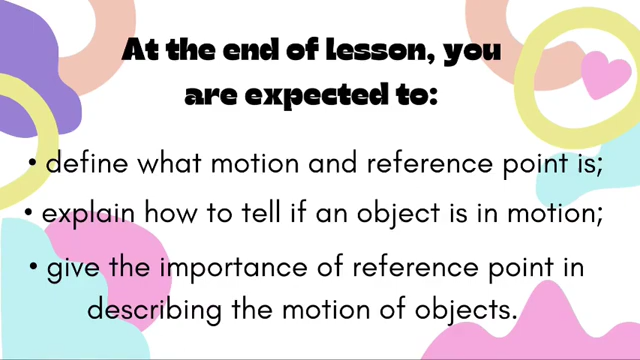 At the end of lesson, you
are expected to:
• define what motion and reference point is;
• explain how to tell if an object is in motion;
• give the importance of reference point in
describing the motion of objects.